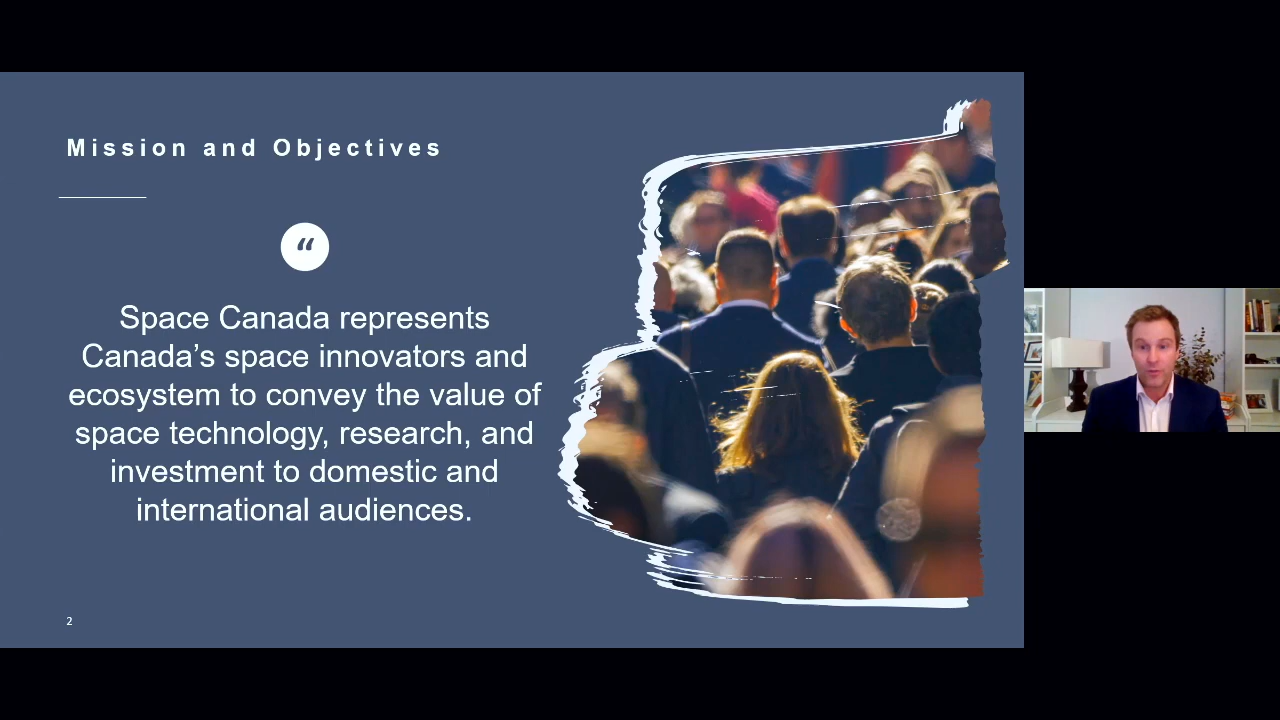 Mission and Objectives
“
Space Canada represents
Canada’s space innovators and
ecosystem to convey the value of
space technology, research, and
investment to domestic and
international audiences.
2